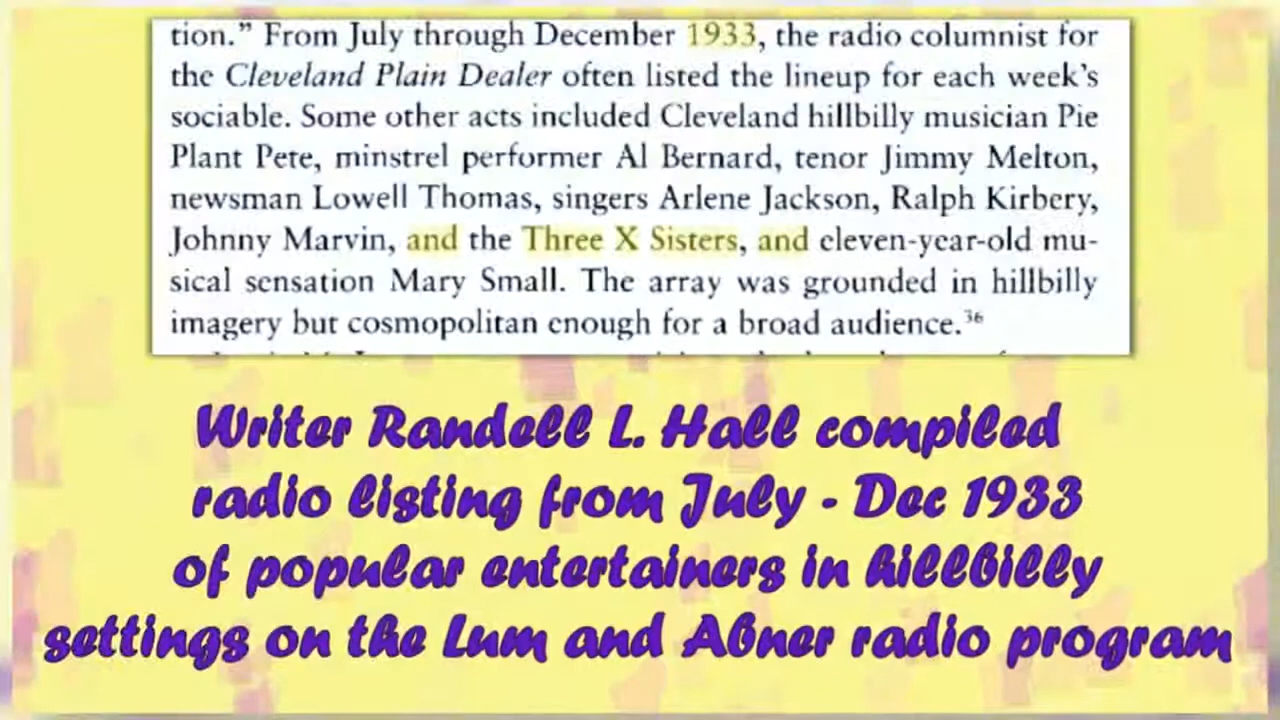 tion.” From July through December 1933, the radio columnist for
the Cleveland Plain Dealer often listed the lineup for each week’s
sociable. Some other acts included Cleveland hillbilly musician Pie
Plant Pete, minstrel performer Al Bernard, tenor Jimmy Melton,
newsman Lowell Thomas, singers Arlene Jackson, Ralph Kirbery,
Johnny Marvin, and the Three X Sisters, and eleven-year-old mu-
sical sensation Mary Small. The array was grounded in hillbilly
imagery but cosmopolitan enough for a broad audience.36
Writer Randell L. Hall compiled
radio listing from July - Dec 1933
of popular entertainers in hillbilly
settings on the Lum and Abner radio program